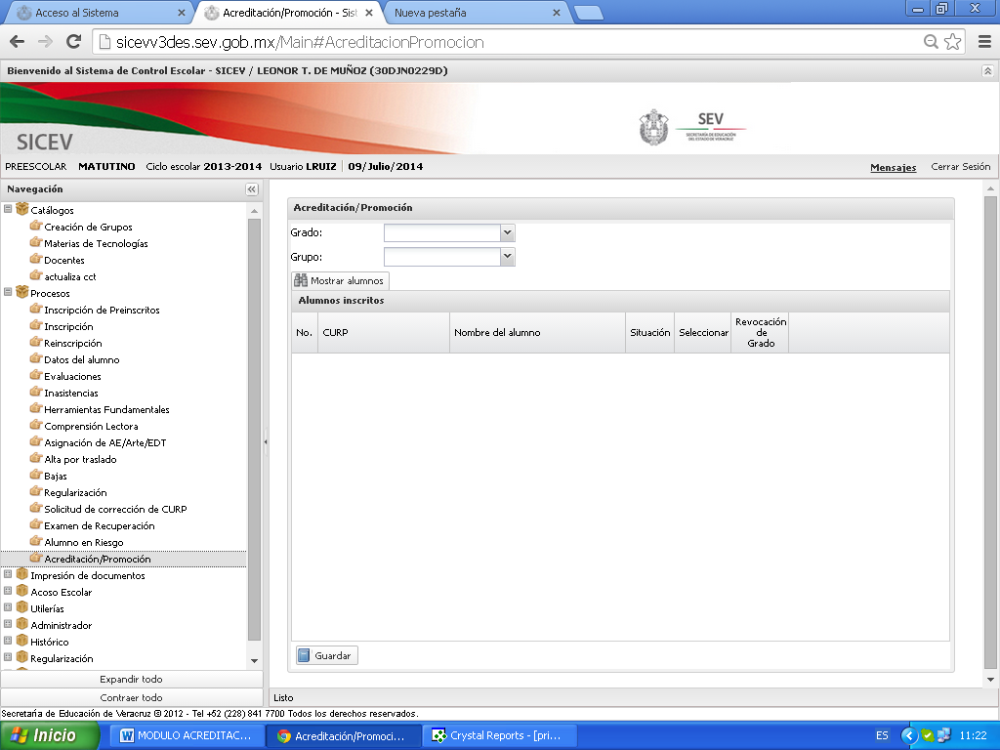 Acceso al Sistema
Acreditación/Promoción - Sist
Nueva pestaña
sicevv3des.sev.gob.mx/Main#AcreditacionPromocion
Bienvenido al Sistema de Control Escolar - SICEV / LEONOR T. DE MUÑOZ (30DJN0229D)
SICEV
SEV
SECRETARÍA DE EDUCACIÓN
DEL ESTADO DE VERACRUZ
PREESCOLAR MATUTINO Ciclo escolar 2013-2014 Usuario LRUIZ 09/Julio/2014
Mensajes Cerrar Sesión
Navegación
Catálogos
Creación de Grupos
Materias de Tecnologías
Docentes
actualiza cct
Procesos
Inscripción de Preinscritos
Inscripción
Reinscripción
Datos del alumno
Evaluaciones
Inasistencias
Herramientas Fundamentales
Comprensión Lectora
Asignación de AE/Arte/EDT
Alta por traslado
Bajas
Regularización
Solicitud de corrección de CURP
Examen de Recuperación
Alumno en Riesgo
Acreditación/Promoción
Impresión de documentos
Acoso Escolar
Utilerías
Administrador
Histórico
Regularización
Expandir todo
Contraer todo
Acreditación/Promoción
Grado:
Grupo:
Mostrar alumnos
Alumnos inscritos
No. CURP Nombre del alumno Situación Seleccionar Revocación de Grado
Guardar
Listo
Secretaría de Educación de Veracruz © 2012 - Tel +52 (228) 841 7700 Todos los derechos reservados.
Inicio
MODULO ACREDITAC...
Acreditación/Promoci...
Crystal Reports - [pri...
ES
11:22